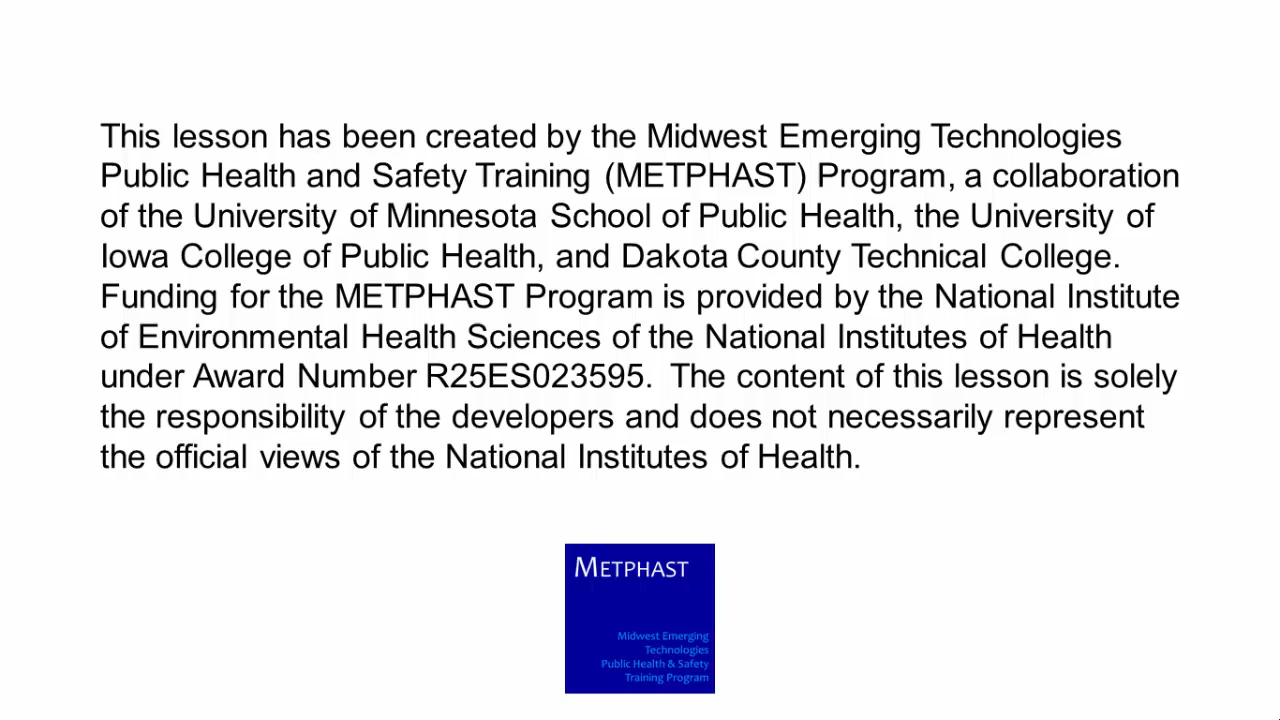 This lesson has been created by the Midwest Emerging Technologies
Public Health and Safety Training (METPHAST) Program, a collaboration
of the University of Minnesota School of Public Health, the University of
Iowa College of Public Health, and Dakota County Technical College.
Funding for the METPHAST Program is provided by the National Institute
of Environmental Health Sciences of the National Institutes of Health
under Award Number R25ES023595.  The content of this lesson is solely
the responsibility of the developers and does not necessarily represent
the official views of the National Institutes of Health.
METPHAST
Midwest Emerging
Technologies
Public Health & Safety
Training Program